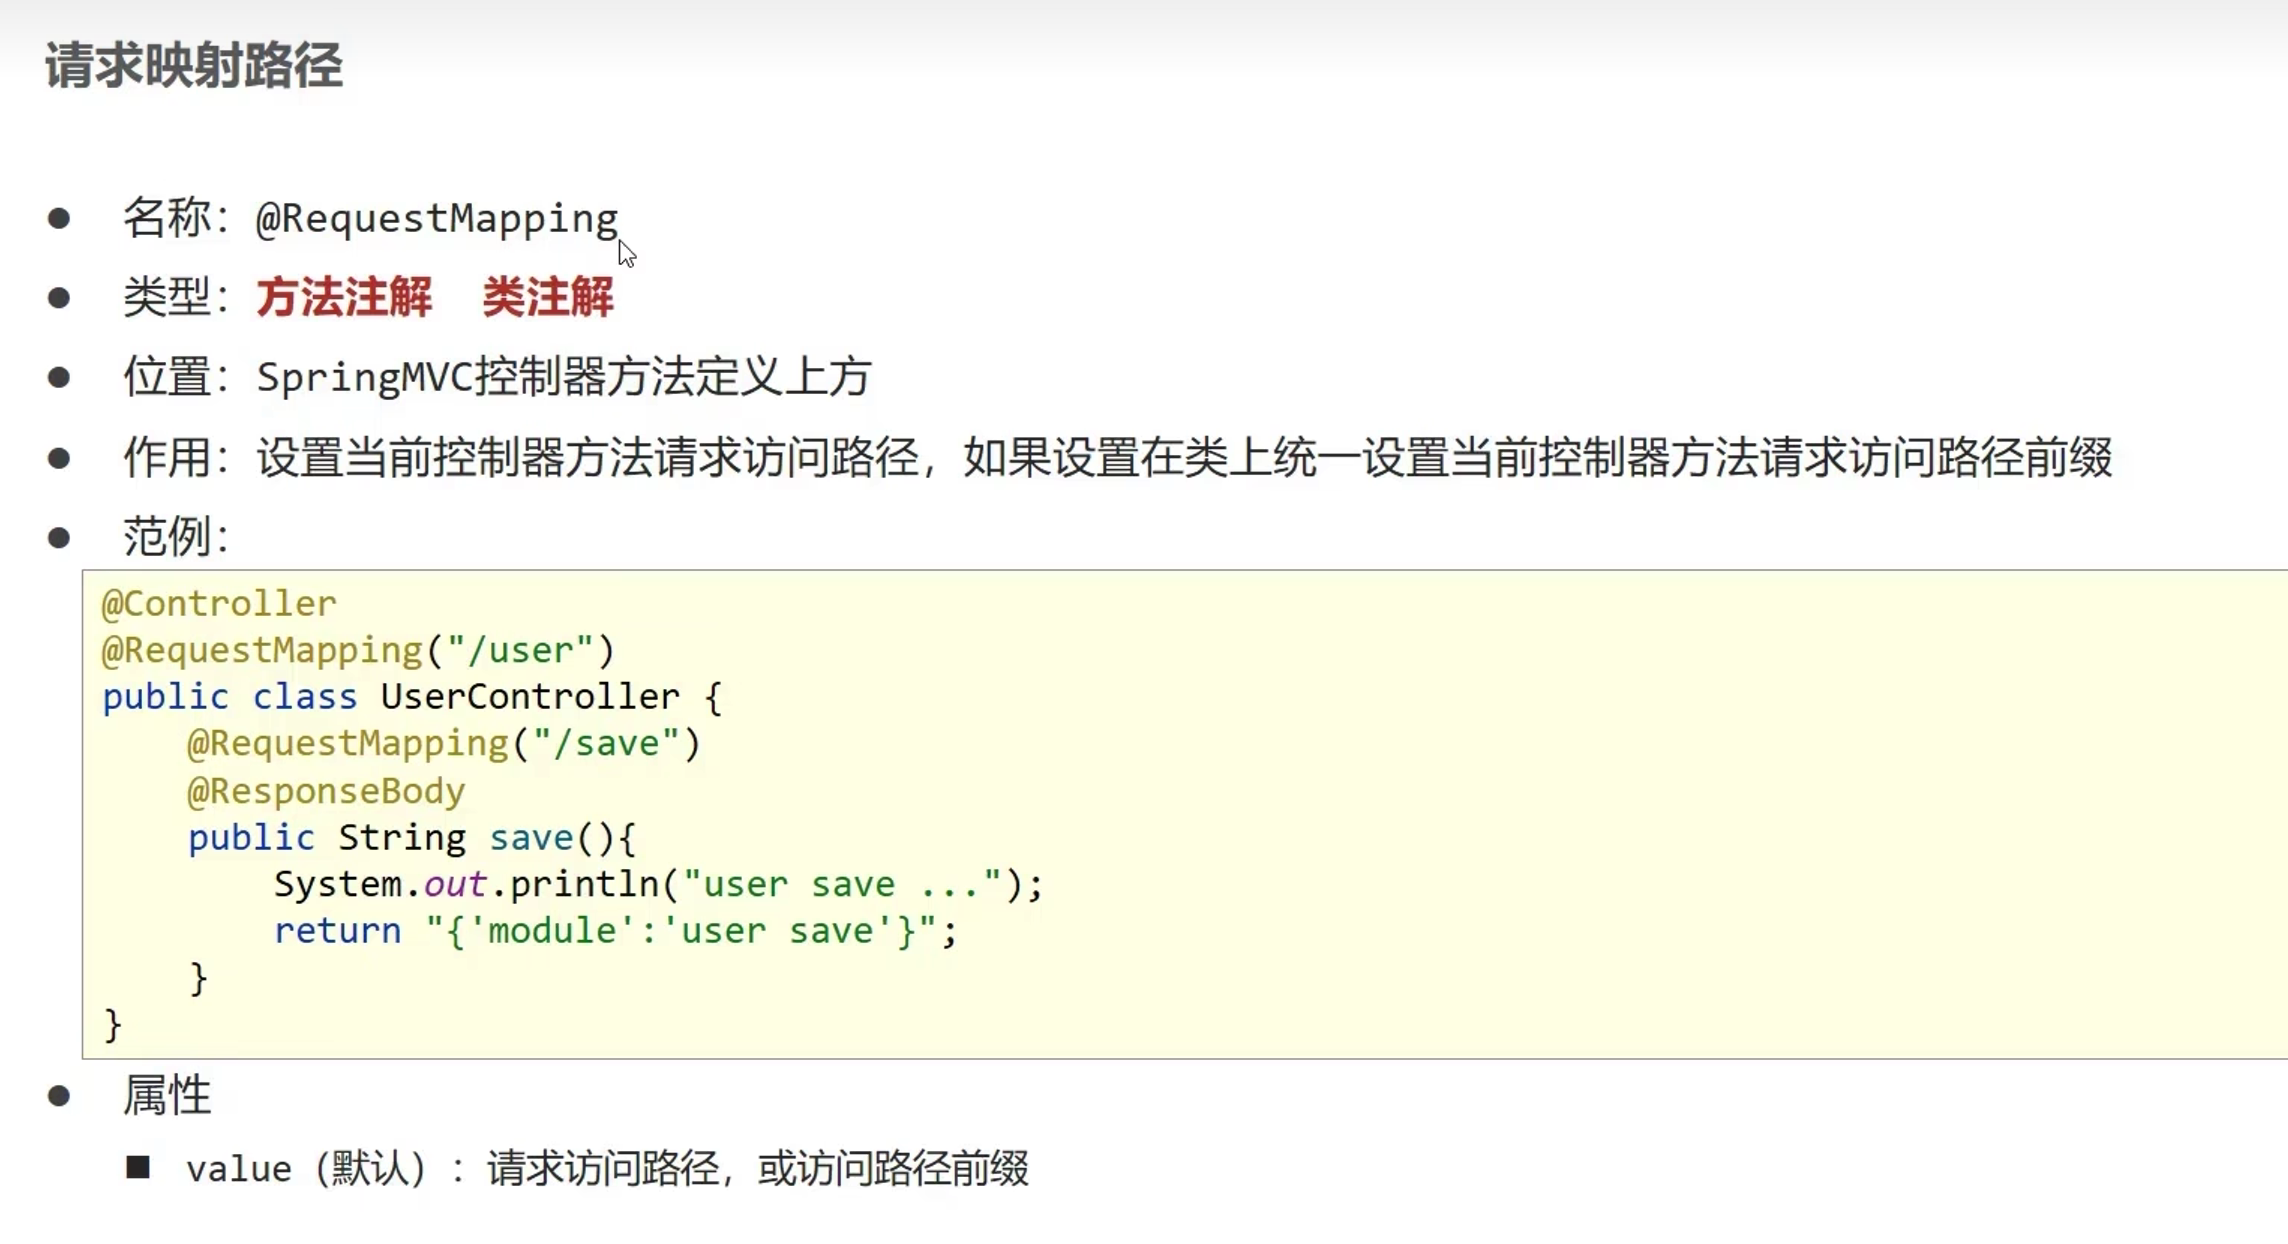 请求映射路径
● 名称：@RequestMapping
● 类型：方法注解 类注解
● 位置：SpringMVC控制器方法定义上方
● 作用：设置当前控制器方法请求访问路径，如果设置在类上统一设置当前控制器方法请求访问路径前缀
● 范例：
@Controller
@RequestMapping("/user")
public class UserController {
    @RequestMapping("/save")
    @ResponseBody
    public String save(){
        System.out.println("user save ...");
        return "{'module':'user save'}";
    }
}
● 属性
■ value（默认）：请求访问路径，或访问路径前缀